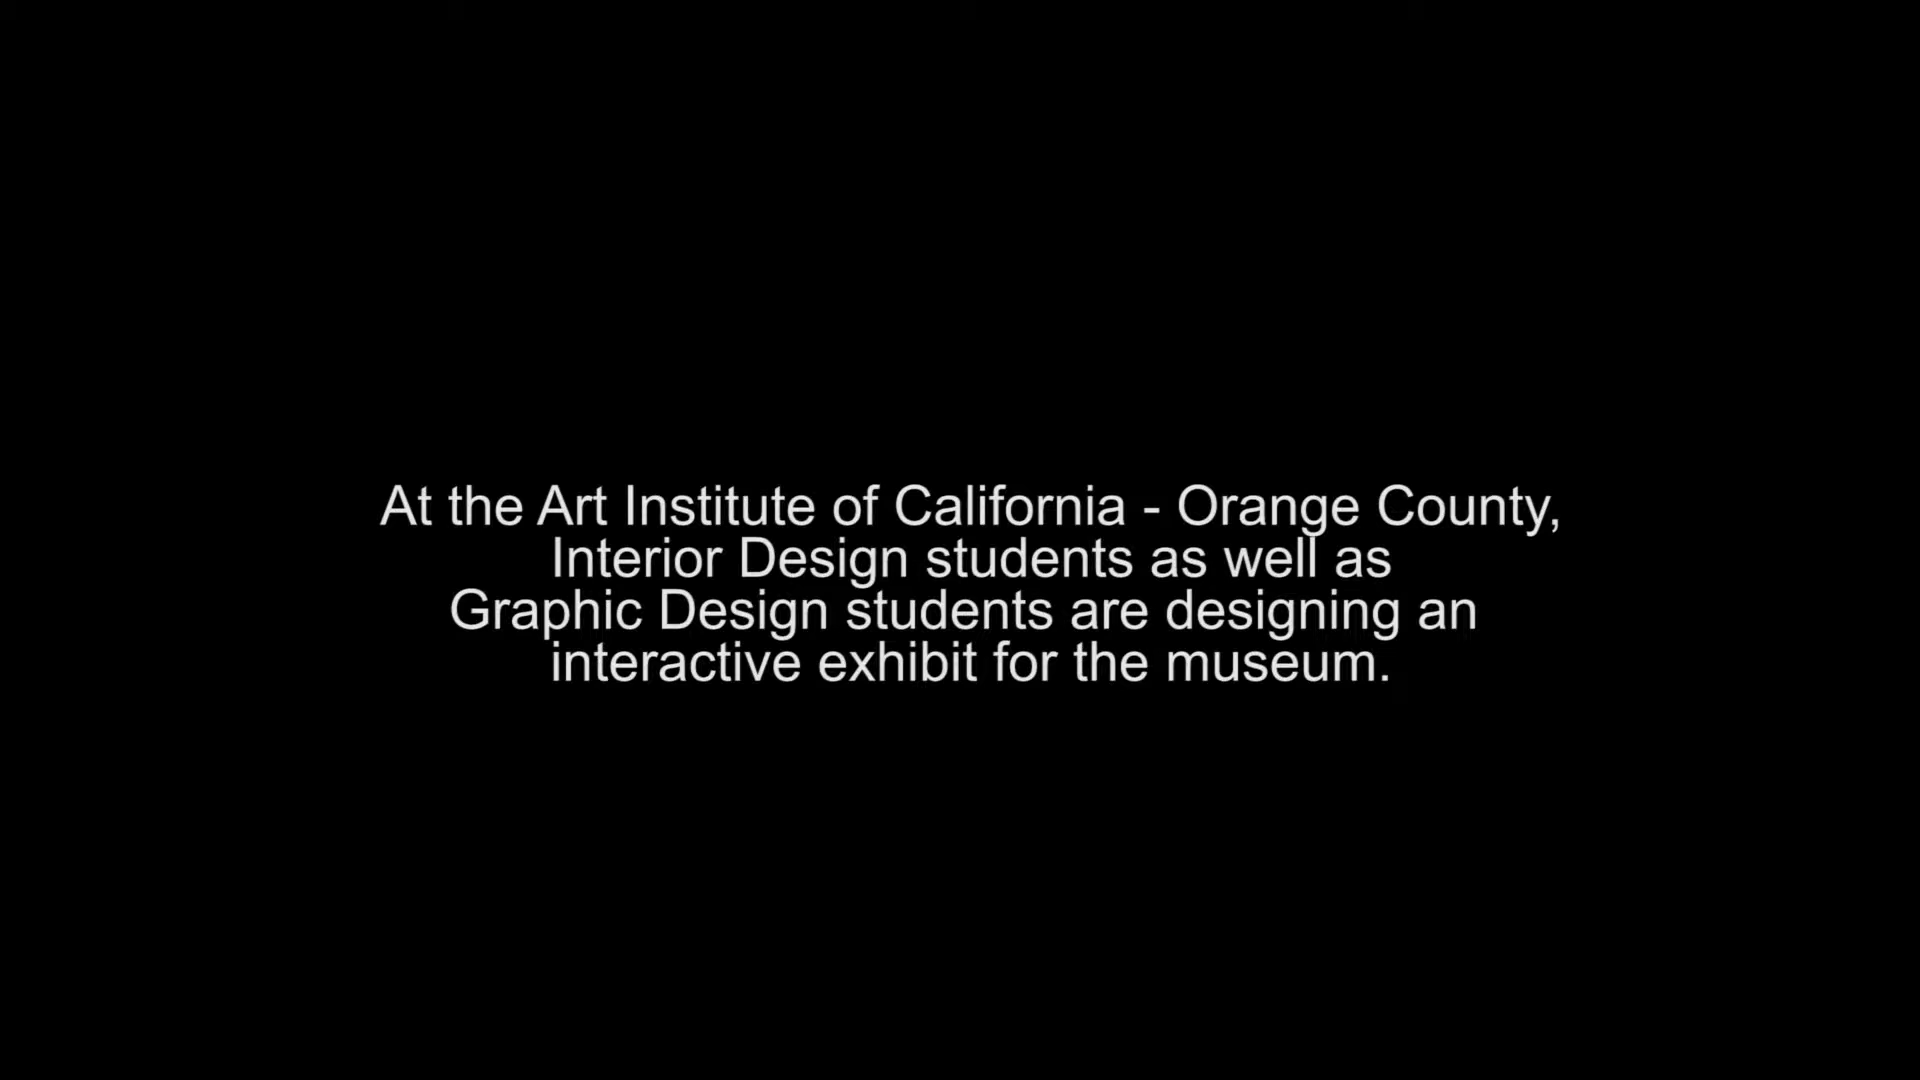 At the Art Institute of California - Orange County,
Interior Design students as well as
Graphic Design students are designing an
interactive exhibit for the museum.